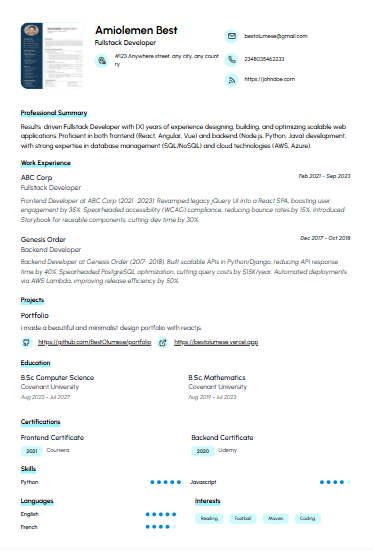 Amiolemen Best
Fullstack Developer
#123 Anywhere street, any city, any count
ry
bestolumese@gmail.com
2348035462233
https://johndoe.com
Professional Summary
Results-driven Fullstack Developer with [X] years of experience designing, building, and optimizing scalable web
applications. Proficient in both frontend (React, Angular, Vue) and backend (Node.js, Python, Java) development,
with strong expertise in database management (SQL/NoSQL) and cloud technologies (AWS, Azure).
Work Experience
ABC Corp
Feb 2021 - Sep 2023
Fullstack Developer
Frontend Developer at ABC Corp (2021-2023). Revamped legacy jQuery UI into a React SPA, boosting user
engagement by 35%. Spearheaded accessibility (WCAG) compliance, reducing bounce rates by 15%. Introduced
Storybook for reusable components, cutting dev time by 30%.
Genesis Order
Dec 2017 - Oct 2018
Backend Developer
Backend Developer at Genesis Order (2017-2018). Built scalable APIs in Python/Django, reducing API response
time by 40%. Spearheaded PostgreSQL optimization, cutting query costs by $15K/year. Automated deployments
via AWS Lambda, improving release efficiency by 50%.
Projects
Portfolio
I made a beautiful and minimalist design portfolio with reactjs.
https://github.com/BestOlumese/portfolio
https://bestolumese.vercel.app
Education
B.Sc Computer Science
Covenant University
Aug 2023 - Jul 2027
B.Sc Mathematics
Covenant University
Aug 2019 - Jul 2023
Certifications
Frontend Certificate
2021 Coursera
Backend Certificate
2020 Udemy
Skills
Python
Javascript
Languages
English
French
Interests
Reading Football Movies Coding